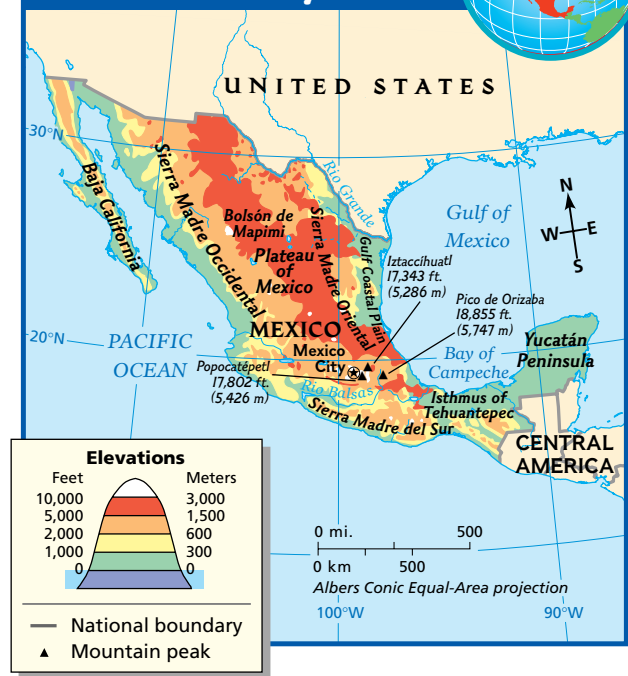 UNITED STATES
30°N
Rio Grande
Baja California
Sierra Madre Occidental
Bolsón de
Mapimi
Plateau
of
Mexico
Sierra Madre Oriental
Gulf Coastal Plain
Gulf of
Mexico
N
W E
S
Iztaccíhuatl
17,343 ft.
(5,286 m)
Pico de Orizaba
18,855 ft.
(5,747 m)
20°N
PACIFIC
OCEAN
MEXICO
Mexico
City
Popocatépetl
17,802 ft.
(5,426 m)
Rio Balsas
Bay of
Campeche
Yucatán
Peninsula
Isthmus of
Tehuantepec
Sierra Madre del Sur
CENTRAL
AMERICA
Elevations
Feet Meters
10,000 3,000
5,000 1,500
2,000 600
1,000 300
0 0
National boundary
Mountain peak
0 mi. 500
0 km 500
Albers Conic Equal-Area projection
100°W 90°W